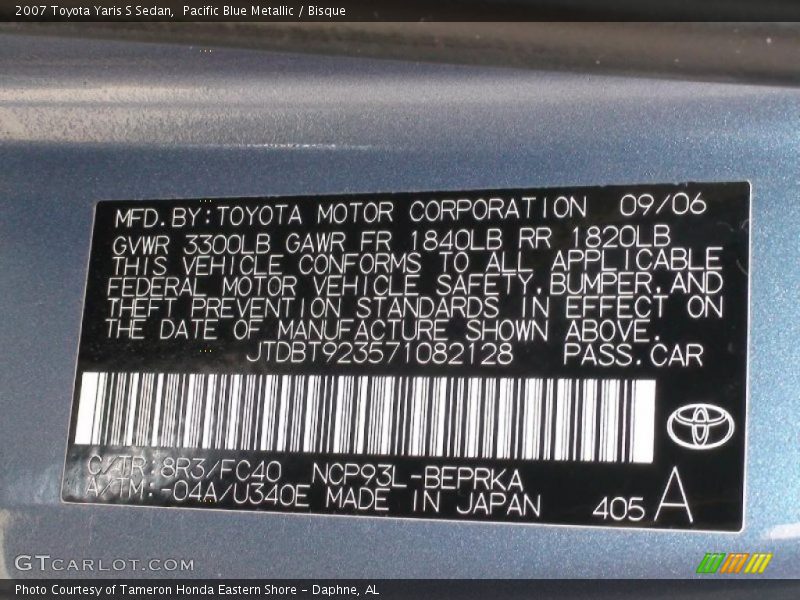 2007 Toyota Yaris S Sedan,  Pacific Blue Metallic / Bisque
MFD.BY:TOYOTA MOTOR CORPORATION 09/06
GVWR 3300LB GAWR FR 1840LB RR 1820LB
THIS VEHICLE CONFORMS TO ALL APPLICABLE
FEDERAL MOTOR VEHICLE SAFETY,BUMPER,AND
THEFT PREVENTION STANDARDS IN EFFECT ON
THE DATE OF MANUFACTURE SHOWN ABOVE.
JTDBT923571082128 PASS.CAR
C/TR:8R3/FC40 NCP93L-BEPRKA
A/TM:-04A/U340E MADE IN JAPAN 405 A
GTCARLOT.COM
Photo Courtesy of Tameron Honda Eastern Shore - Daphne, AL